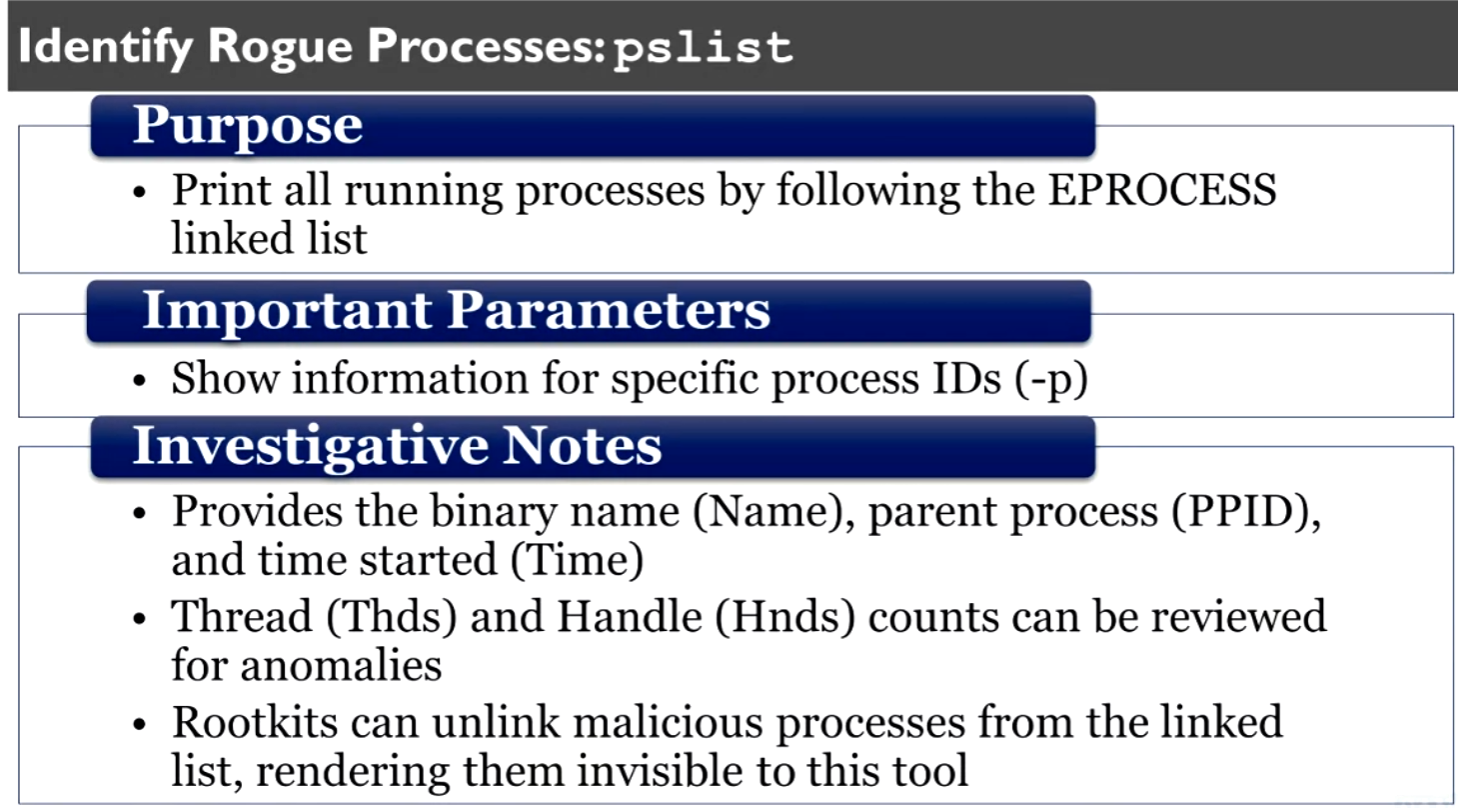 Identify Rogue Processes: pslist
Purpose
• Print all running processes by following the EPROCESS
linked list
Important Parameters
• Show information for specific process IDs (-p)
Investigative Notes
• Provides the binary name (Name), parent process (PPID),
and time started (Time)
• Thread (Thds) and Handle (Hnds) counts can be reviewed
for anomalies
• Rootkits can unlink malicious processes from the linked
list, rendering them invisible to this tool